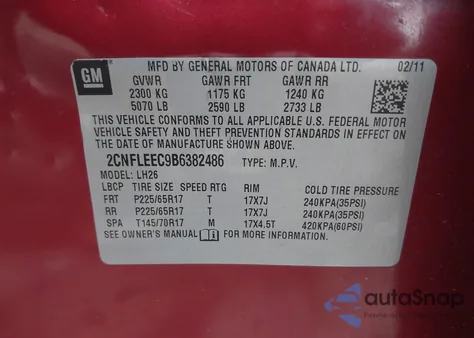 GM
MFD BY GENERAL MOTORS OF CANADA LTD. 02/11
GVWR GAWR FRT GAWR RR
2300 KG 1175 KG 1240 KG
5070 LB 2590 LB 2733 LB
THIS VEHICLE CONFORMS TO ALL APPLICABLE U.S. FEDERAL MOTOR
VEHICLE SAFETY AND THEFT PREVENTION STANDARDS IN EFFECT ON
THE DATE OF MANUFACTURE SHOWN ABOVE.
2CNFLEEC9B6382486 TYPE: M.P.V.
MODEL: LH26
LBCP TIRE SIZE SPEED RTG RIM COLD TIRE PRESSURE
FRT P225/65R17 T 17X7J 240KPA(35PSI)
RR P225/65R17 T 17X7J 240KPA(35PSI)
SPA T145/70R17 M 17X4.5T 420KPA(60PSI)
SEE OWNER'S MANUAL FOR MORE INFORMATION.
autoSnap